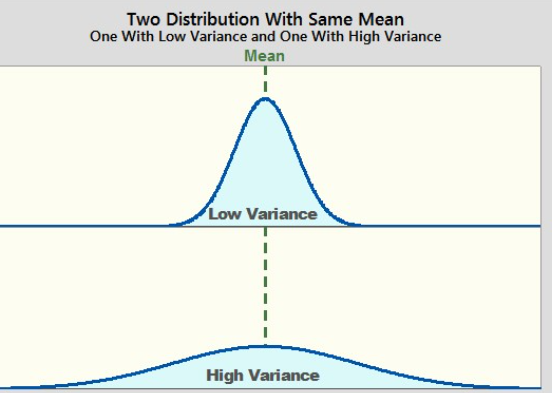 Two Distribution With Same Mean
One With Low Variance and One With High Variance
Mean
Low Variance
High Variance